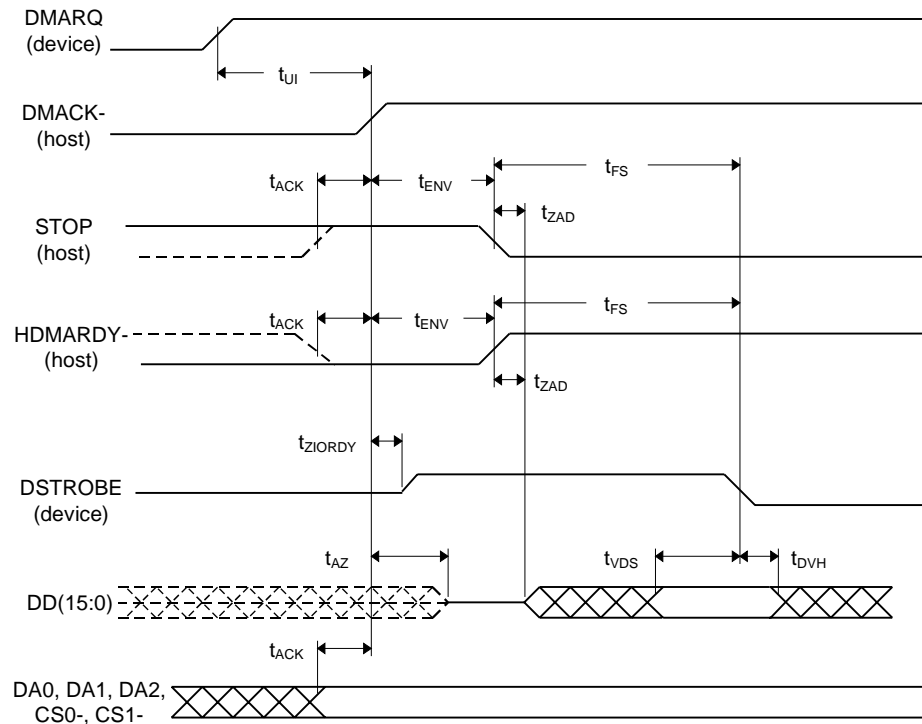 DMARQ
(device)
tUI
DMACK-
(host)
tACK
tENV
tFS
tZAD
STOP
(host)
tACK
tENV
tFS
HDMARDY-
(host)
tZAD
tZIORDY
DSTROBE
(device)
tAZ
tVDS
tDVH
DD(15:0)
tACK
DA0, DA1, DA2,
CS0-, CS1-